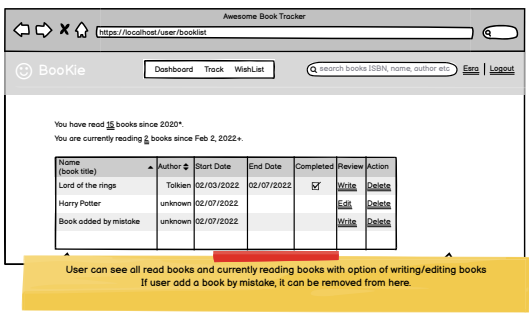 Awesome Book Tracker
https://localhost/user/booklist
BooKie
Dashboard Track WishList
search books ISBN, name, author etc
Esra | Logout
You have read 15 books since 2020*.
You are currently reading 2 books since Feb 2, 2022+.
Name (book title) Author Start Date End Date Completed Review Action
Lord of the rings Tolkien 02/03/2022 02/07/2022 Write Delete
Harry Potter unknown 02/07/2022 Edit Delete
Book added by mistake unknown 02/07/2022 Write Delete
User can see all read books and currently reading books with option of writing/editing books
If user add a book by mistake, it can be removed from here.